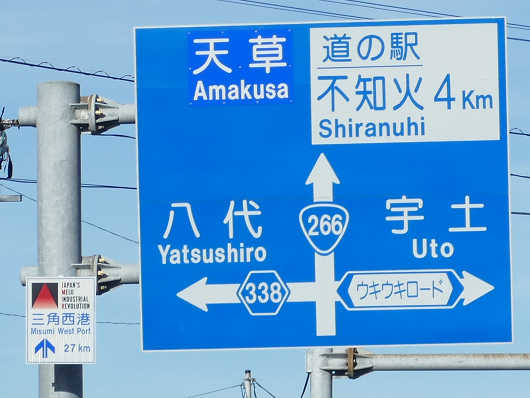 天草
Amakusa
道の駅
不知火 4Km
Shiranuhi
八代
Yatsushiro
266
宇土
Uto
338
ウキウキロード
JAPAN'S
MEIJI
INDUSTRIAL
REVOLUTION
三角西港
Misumi West Port
27 km